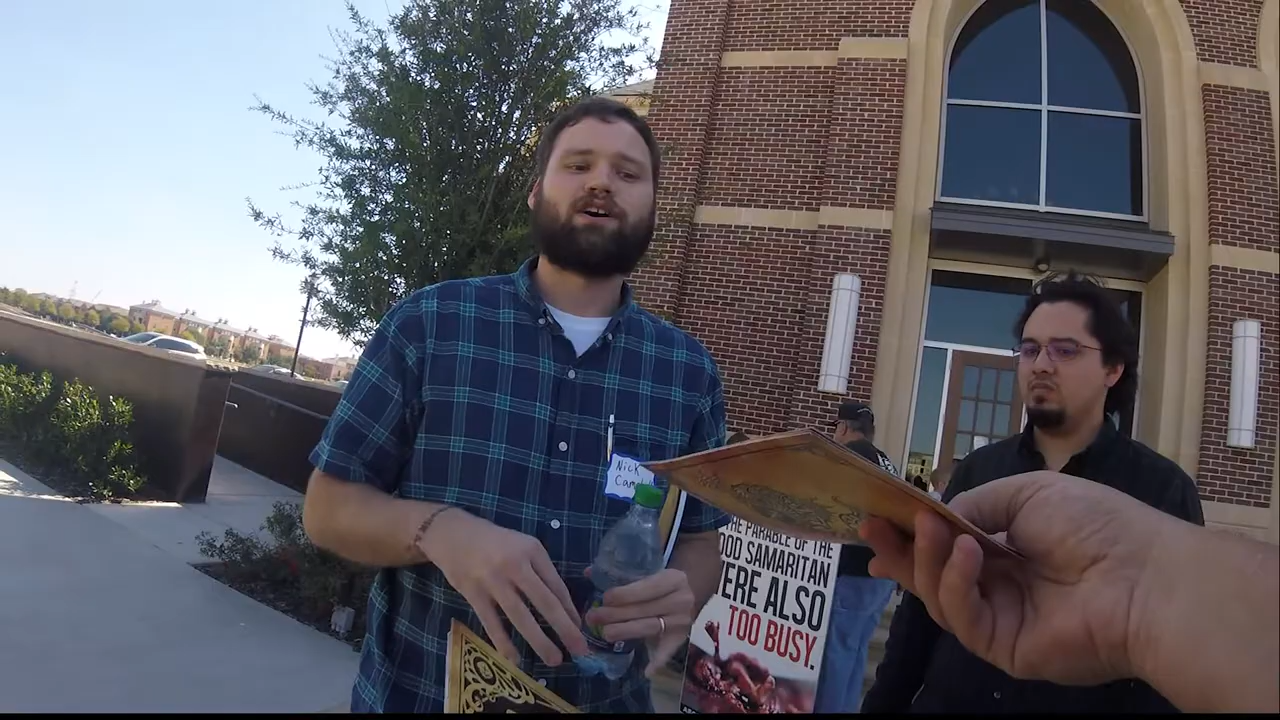 Nick
THE PARABLE OF THE
OOD SAMARITAN
ERE ALSO
TOO BUSY.